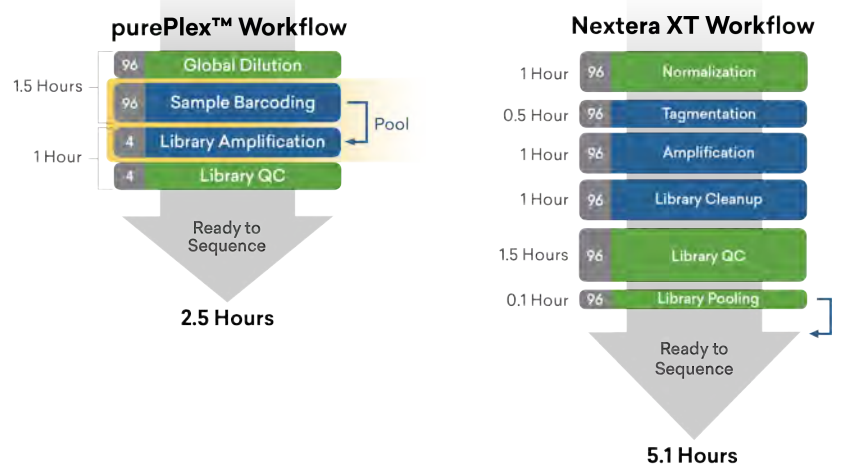 purePlex™ Workflow
1.5 Hours
96 Global Dilution
96 Sample Barcoding
Pool
1 Hour
4 Library Amplification
4 Library QC
Ready to
Sequence
2.5 Hours
Nextera XT Workflow
1 Hour 96 Normalization
0.5 Hour 96 Tagmentation
1 Hour 96 Amplification
1 Hour 96 Library Cleanup
1.5 Hours 96 Library QC
0.1 Hour 96 Library Pooling
Ready to
Sequence
5.1 Hours